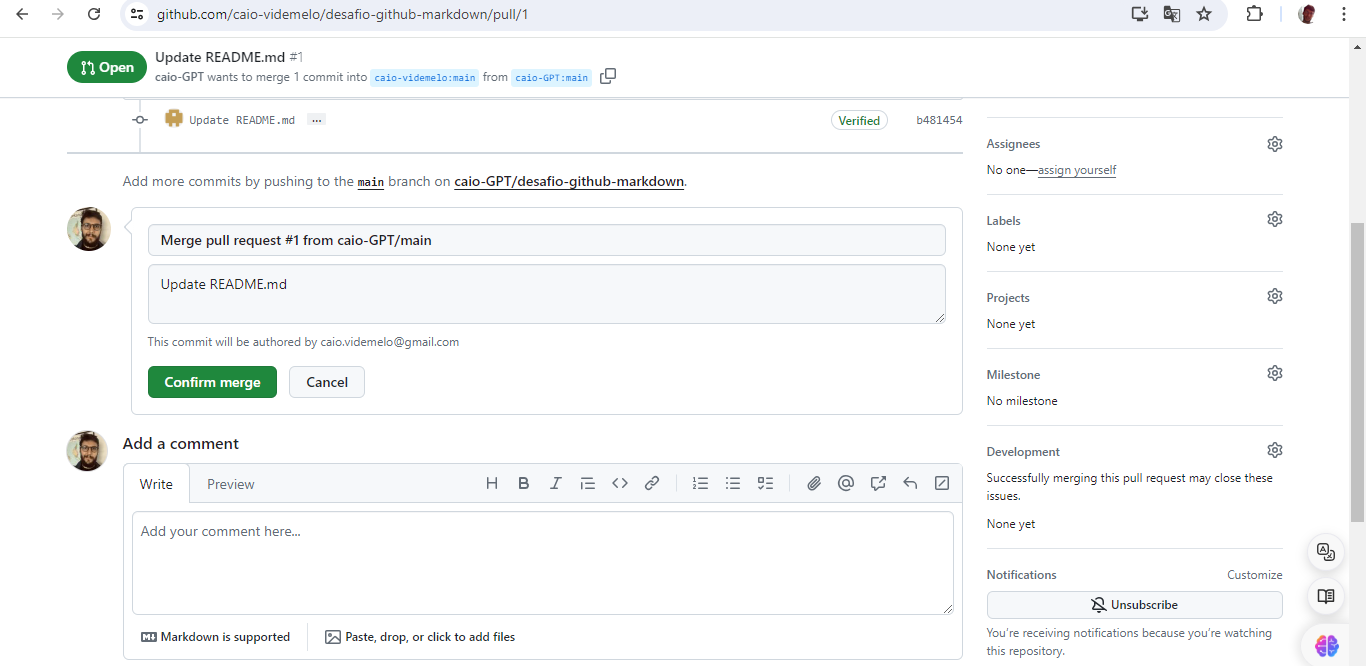 github.com/caio-videmelo/desafio-github-markdown/pull/1
Open
Update README.md #1
caio-GPT wants to merge 1 commit into caio-videmelo:main from caio-GPT:main
Update README.md ...
Verified
b481454
Add more commits by pushing to the main branch on caio-GPT/desafio-github-markdown.
Merge pull request #1 from caio-GPT/main
Update README.md
This commit will be authored by caio.videmelo@gmail.com
Confirm merge
Cancel
Add a comment
Write
Preview
Add your comment here...
Markdown is supported
Paste, drop, or click to add files
Assignees
No one—assign yourself
Labels
None yet
Projects
None yet
Milestone
No milestone
Development
Successfully merging this pull request may close these
issues.
None yet
Notifications
Customize
Unsubscribe
You're receiving notifications because you're watching
this repository.